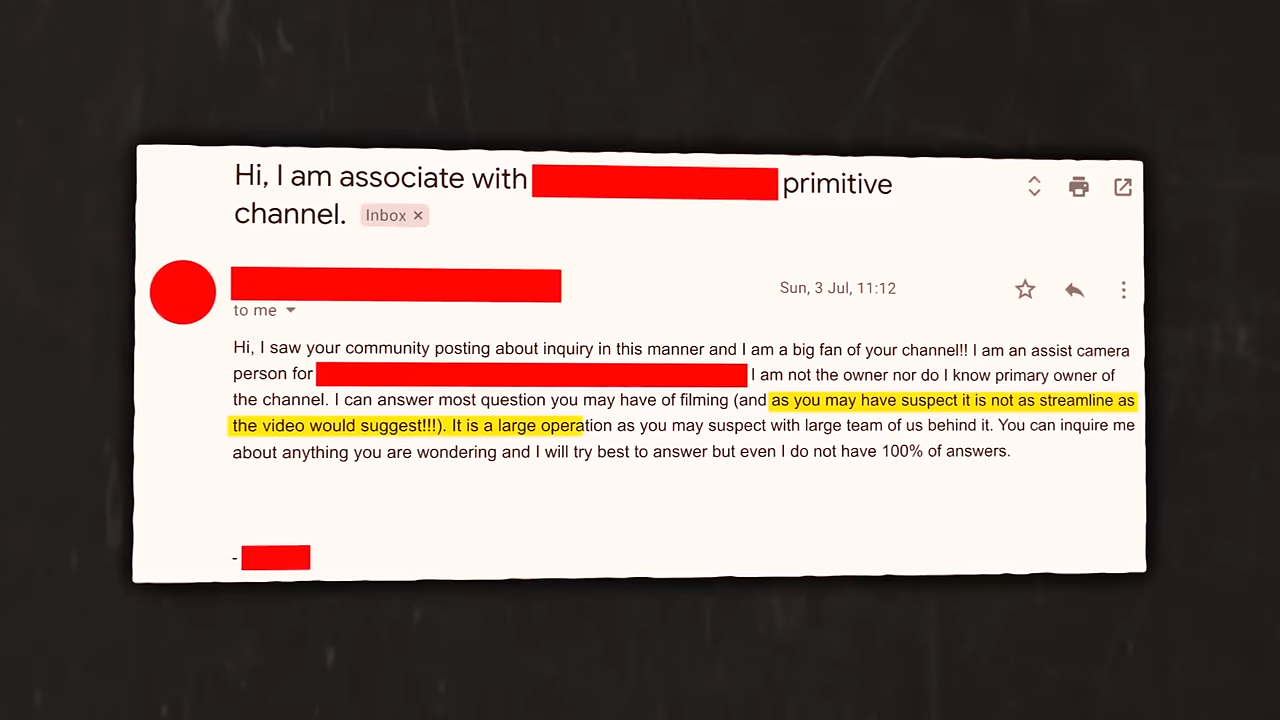 Hi, I am associate with primitive
channel. Inbox ×
Sun, 3 Jul, 11:12
to me
Hi, I saw your community posting about inquiry in this manner and I am a big fan of your channel!! I am an assist camera
person for I am not the owner nor do I know primary owner of
the channel. I can answer most question you may have of filming (and as you may have suspect it is not as streamline as
the video would suggest!!!). It is a large operation as you may suspect with large team of us behind it. You can inquire me
about anything you are wondering and I will try best to answer but even I do not have 100% of answers.
-